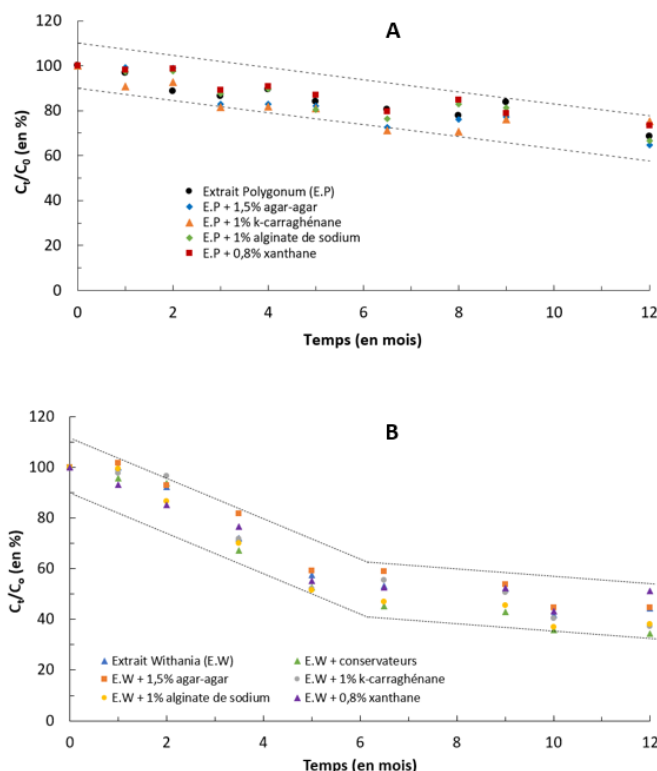 A
120
100
80
60
40
20
0
Cₜ/C₀ (en %)
Extrait Polygonum (E.P)
E.P + 1,5% agar-agar
E.P + 1% k-carraghénane
E.P + 1% alginate de sodium
E.P + 0,8% xanthane
0 2 4 6 8 10 12
Temps (en mois)
B
120
100
80
60
40
20
0
Cₜ/Cₒ (en %)
Extrait Withania (E.W) E.W + conservateurs
E.W + 1,5% agar-agar E.W + 1% k-carraghénane
E.W + 1% alginate de sodium E.W + 0,8% xanthane
0 2 4 6 8 10 12
Temps (en mois)